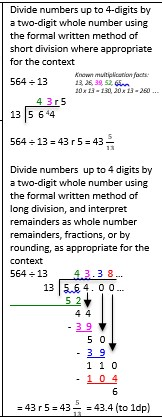 Divide numbers up to 4-digits by
a two-digit whole number using
the formal written method of
short division where appropriate
for the context
564 ÷ 13
Known multiplication facts:
13, 26, 39, 52, 65...
10 x 13 = 130, 20 x 13 = 260 ...
4 3 r 5
13 5 6 ⁴4
564 ÷ 13 = 43 r 5 = 43 5/13
Divide numbers up to 4 digits by
a two-digit whole number using
the formal written method of
long division, and interpret
remainders as whole number
remainders, fractions, or by
rounding, as appropriate for the
context
564 ÷ 13
4 3 . 3 8 ...
13 5 6 4 . 0 0 ...
5 2
4 4
- 3 9
5 0
- 3 9
1 1 0
- 1 0 4
6
= 43 r 5 = 43 5/13 = 43.4 (to 1dp)